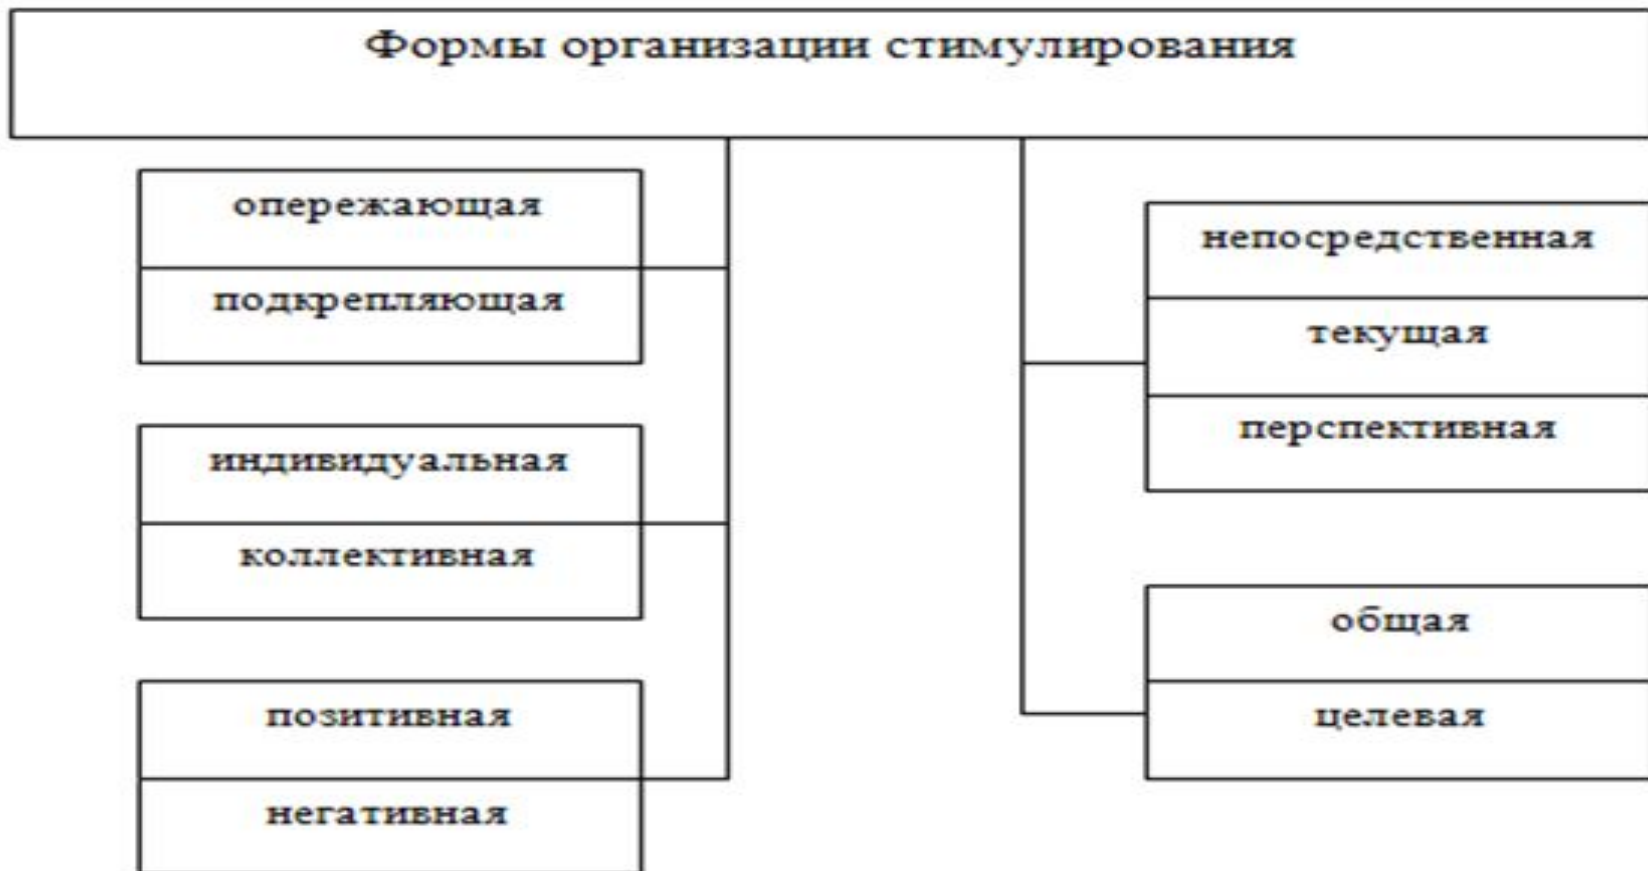 Формы организации стимулирования
опережающая
подкрепляющая
индивидуальная
коллективная
позитивная
негативная
непосредственная
текущая
перспективная
общая
целевая